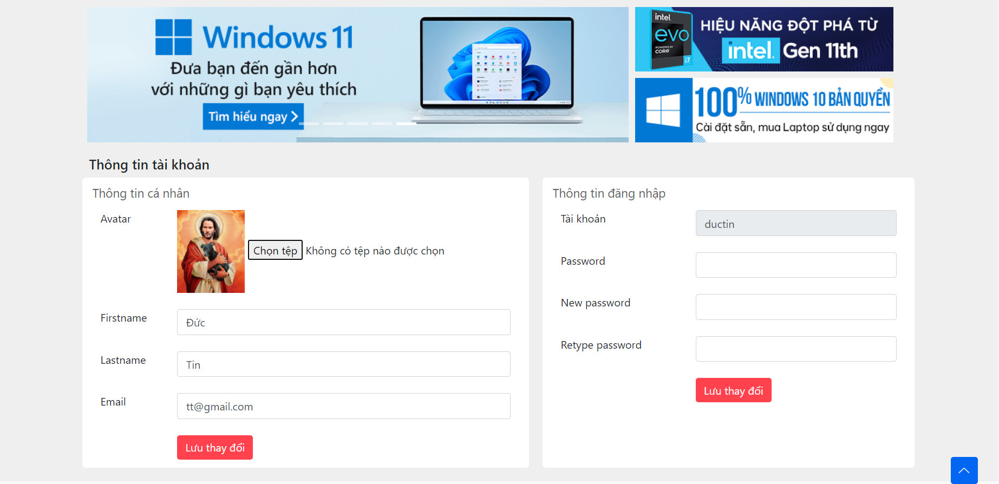 Windows 11
Đưa bạn đến gần hơn
với những gì bạn yêu thích
Tìm hiểu ngay
intel.
evo
POWERED BY
CORE
i7
HIỆU NĂNG ĐỘT PHÁ TỪ
intel. Gen 11th
100% WINDOWS 10 BẢN QUYỀN
Cài đặt sẵn, mua Laptop sử dụng ngay
Thông tin tài khoản
Thông tin cá nhân
Avatar
Chọn tệp Không có tệp nào được chọn
Firstname
Đức
Lastname
Tin
Email
tt@gmail.com
Lưu thay đổi
Thông tin đăng nhập
Tài khoản
ductin
Password
New password
Retype password
Lưu thay đổi